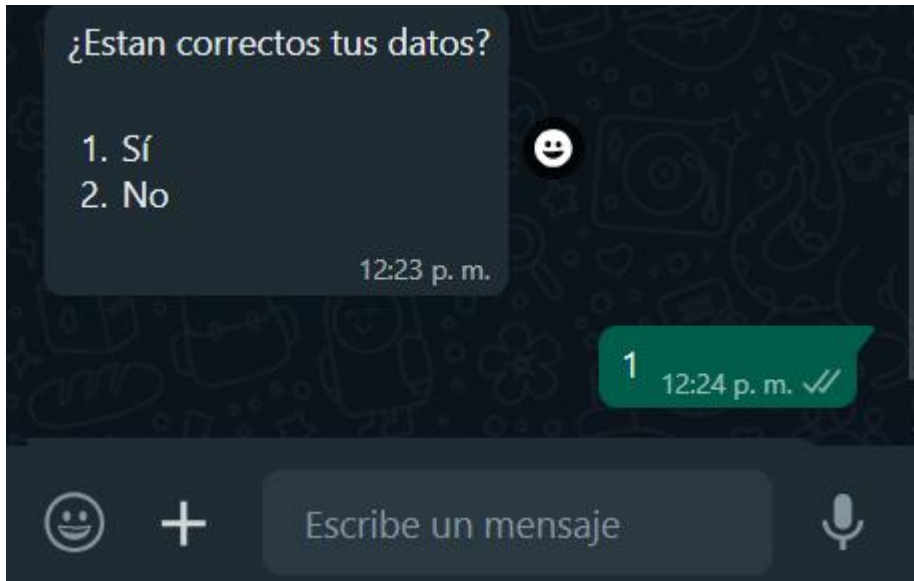 ¿Estan correctos tus datos?
1. Sí
2. No
12:23 p. m.
1
12:24 p. m.
Escribe un mensaje